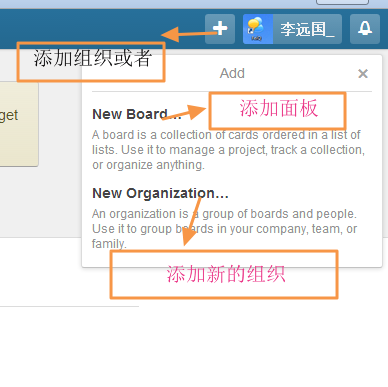 李远国_
添加组织或者
get
Add
New Board…
添加面板
A board is a collection of cards ordered in a list of
lists. Use it to manage a project, track a collection,
or organize anything.
New Organization…
An organization is a group of boards and people.
Use it to group boards in your company, team, or
family.
添加新的组织